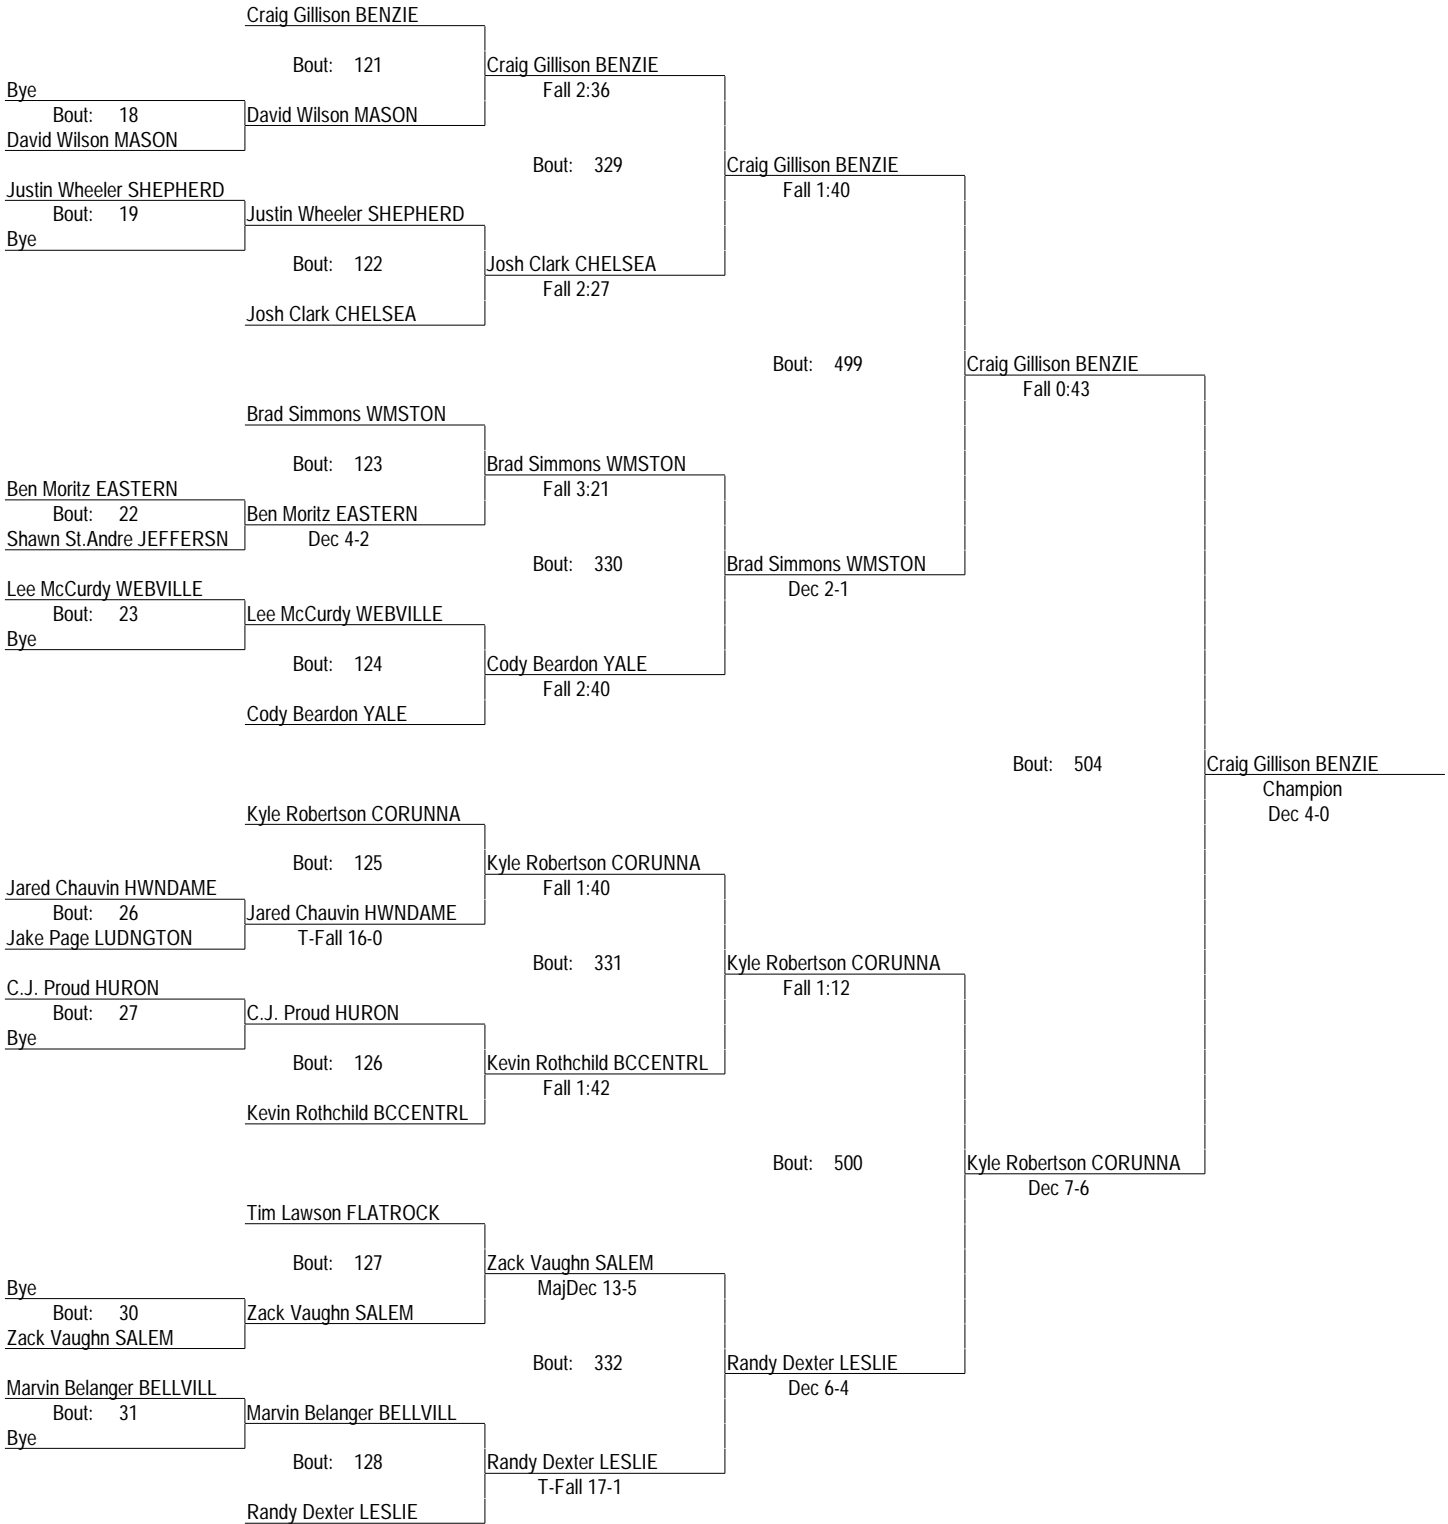 Craig Gillison BENZIE
Bout: 121
Craig Gillison BENZIE
Fall 2:36
Bye
Bout: 18
David Wilson MASON
David Wilson MASON
Bout: 329
Craig Gillison BENZIE
Fall 1:40
Justin Wheeler SHEPHERD
Bout: 19
Justin Wheeler SHEPHERD
Bye
Bout: 122
Josh Clark CHELSEA
Fall 2:27
Josh Clark CHELSEA
Bout: 499
Craig Gillison BENZIE
Fall 0:43
Brad Simmons WMSTON
Bout: 123
Brad Simmons WMSTON
Fall 3:21
Ben Moritz EASTERN
Bout: 22
Ben Moritz EASTERN
Shawn St.Andre JEFFERSN
Dec 4-2
Bout: 330
Brad Simmons WMSTON
Dec 2-1
Lee McCurdy WEBVILLE
Bout: 23
Lee McCurdy WEBVILLE
Bye
Bout: 124
Cody Beardon YALE
Fall 2:40
Cody Beardon YALE
Bout: 504
Craig Gillison BENZIE
Champion
Dec 4-0
Kyle Robertson CORUNNA
Bout: 125
Kyle Robertson CORUNNA
Fall 1:40
Jared Chauvin HWNDAME
Bout: 26
Jared Chauvin HWNDAME
Jake Page LUDNGTON
T-Fall 16-0
Bout: 331
Kyle Robertson CORUNNA
Fall 1:12
C.J. Proud HURON
Bout: 27
C.J. Proud HURON
Bye
Bout: 126
Kevin Rothchild BCCENTRL
Fall 1:42
Kevin Rothchild BCCENTRL
Bout: 500
Kyle Robertson CORUNNA
Dec 7-6
Tim Lawson FLATROCK
Bout: 127
Zack Vaughn SALEM
MajDec 13-5
Bye
Bout: 30
Zack Vaughn SALEM
Zack Vaughn SALEM
Bout: 332
Randy Dexter LESLIE
Dec 6-4
Marvin Belanger BELLVILL
Bout: 31
Marvin Belanger BELLVILL
Bye
Bout: 128
Randy Dexter LESLIE
T-Fall 17-1
Randy Dexter LESLIE